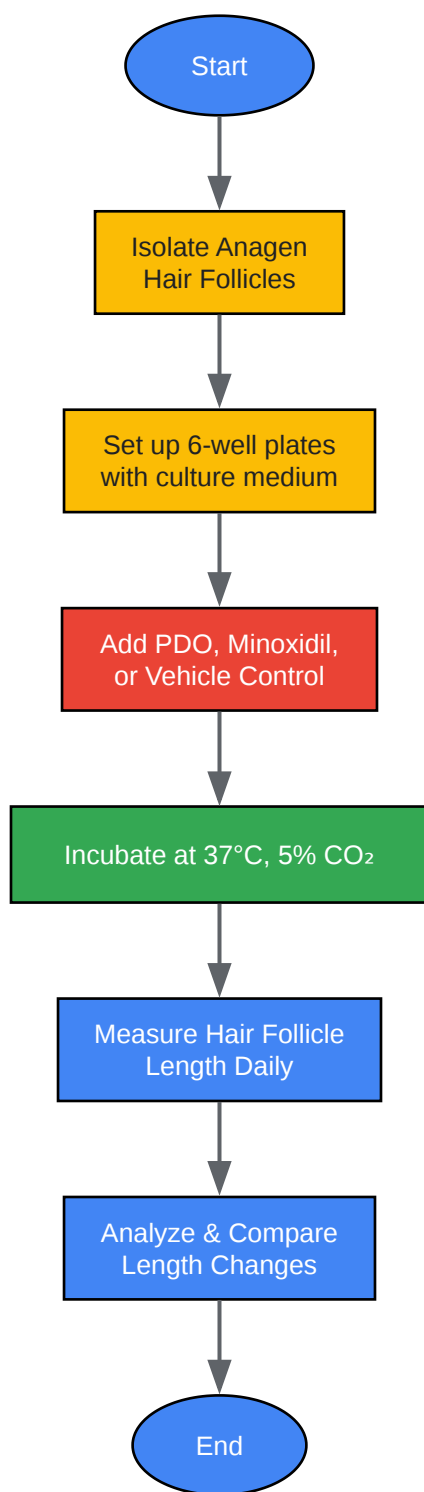 Start
Isolate Anagen
Hair Follicles
Set up 6-well plates
with culture medium
Add PDO, Minoxidil,
or Vehicle Control
Incubate at 37°C, 5% CO₂
Measure Hair Follicle
Length Daily
Analyze & Compare
Length Changes
End